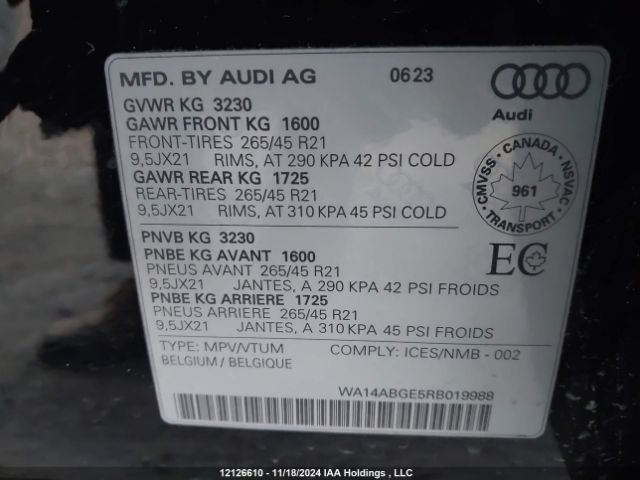 MFD. BY AUDI AG 0623
Audi
GVWR KG 3230
GAWR FRONT KG 1600
FRONT-TIRES 265/45 R21
9,5JX21 RIMS, AT 290 KPA 42 PSI COLD
GAWR REAR KG 1725
REAR-TIRES 265/45 R21
9,5JX21 RIMS, AT 310 KPA 45 PSI COLD
CMVSS · CANADA · NSVAC
961
TRANSPORT
PNVB KG 3230
PNBE KG AVANT 1600
PNEUS AVANT 265/45 R21
9,5JX21 JANTES, A 290 KPA 42 PSI FROIDS
PNBE KG ARRIERE 1725
PNEUS ARRIERE 265/45 R21
9,5JX21 JANTES, A 310 KPA 45 PSI FROIDS
EC
TYPE: MPV/VTUM COMPLY: ICES/NMB - 002
BELGIUM / BELGIQUE
WA14ABGE5RB019988
12126610 - 11/18/2024 IAA Holdings , LLC